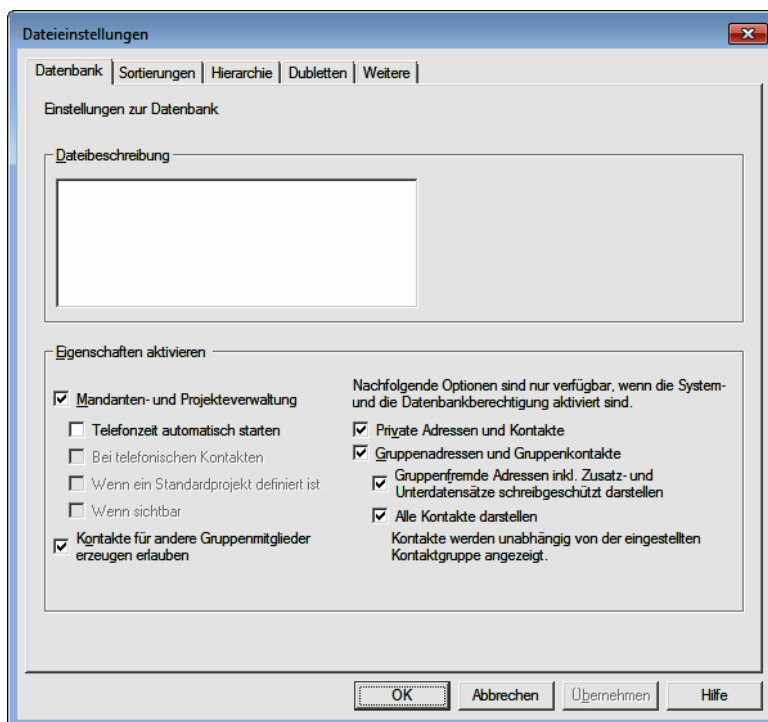 Dateieinstellungen
Datenbank Sortierungen Hierarchie Dubletten Weitere
Einstellungen zur Datenbank
Dateibeschreibung
Eigenschaften aktivieren
Mandanten- und Projekteverwaltung
Telefonzeit automatisch starten
Bei telefonischen Kontakten
Wenn ein Standardprojekt definiert ist
Wenn sichtbar
Kontakte für andere Gruppenmitglieder
erzeugen erlauben
Nachfolgende Optionen sind nur verfügbar, wenn die System-
und die Datenbankberechtigung aktiviert sind.
Private Adressen und Kontakte
Gruppenadressen und Gruppenkontakte
Gruppenfremde Adressen inkl. Zusatz- und
Unterdatensätze schreibgeschützt darstellen
Alle Kontakte darstellen
Kontakte werden unabhängig von der eingestellten
Kontaktgruppe angezeigt.
OK Abbrechen Übernehmen Hilfe